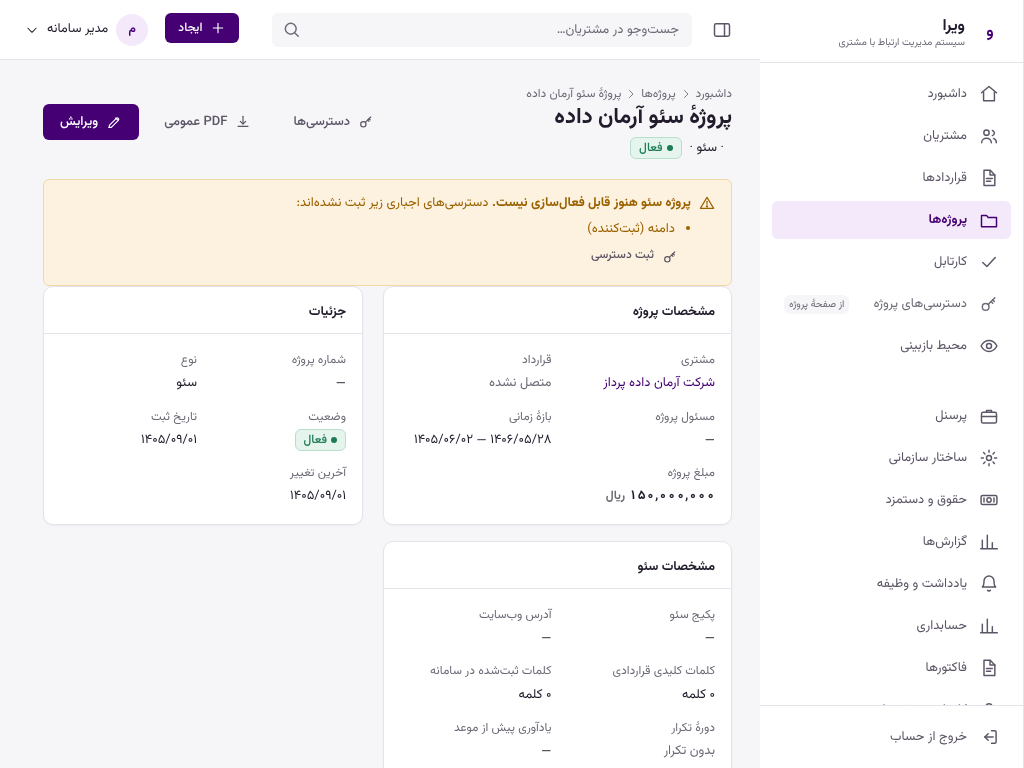 و
ویرا
سیستم مدیریت ارتباط با مشتری
جست‌وجو در مشتریان...
ایجاد
م
مدیر سامانه
داشبورد
مشتریان
قراردادها
پروژه‌ها
کارتابل
دسترسی‌های پروژه
از صفحهٔ پروژه
محیط بازبینی
پرسنل
ساختار سازمانی
حقوق و دستمزد
گزارش‌ها
یادداشت و وظیفه
حسابداری
فاکتورها
خروج از حساب
داشبورد
پروژه‌ها
پروژهٔ سئو آرمان داده
پروژهٔ سئو آرمان داده
· سئو ·
فعال
دسترسی‌ها
PDF عمومی
ویرایش
پروژه سئو هنوز قابل فعال‌سازی نیست. دسترسی‌های اجباری زیر ثبت نشده‌اند:
• دامنه (ثبت‌کننده)
ثبت دسترسی
مشخصات پروژه
مشتری
شرکت آرمان داده پرداز
قرارداد
متصل نشده
مسئول پروژه
—
بازهٔ زمانی
۱۴۰۵/۰۶/۰۲ — ۱۴۰۶/۰۵/۲۸
مبلغ پروژه
۱۵۰,۰۰۰,۰۰۰ ریال
جزئیات
شماره پروژه
—
نوع
سئو
وضعیت
فعال
تاریخ ثبت
۱۴۰۵/۰۹/۰۱
آخرین تغییر
۱۴۰۵/۰۹/۰۱
مشخصات سئو
پکیج سئو
—
آدرس وب‌سایت
—
کلمات کلیدی قراردادی
۰ کلمه
کلمات ثبت‌شده در سامانه
۰ کلمه
دورهٔ تکرار
بدون تکرار
یادآوری پیش از موعد
—